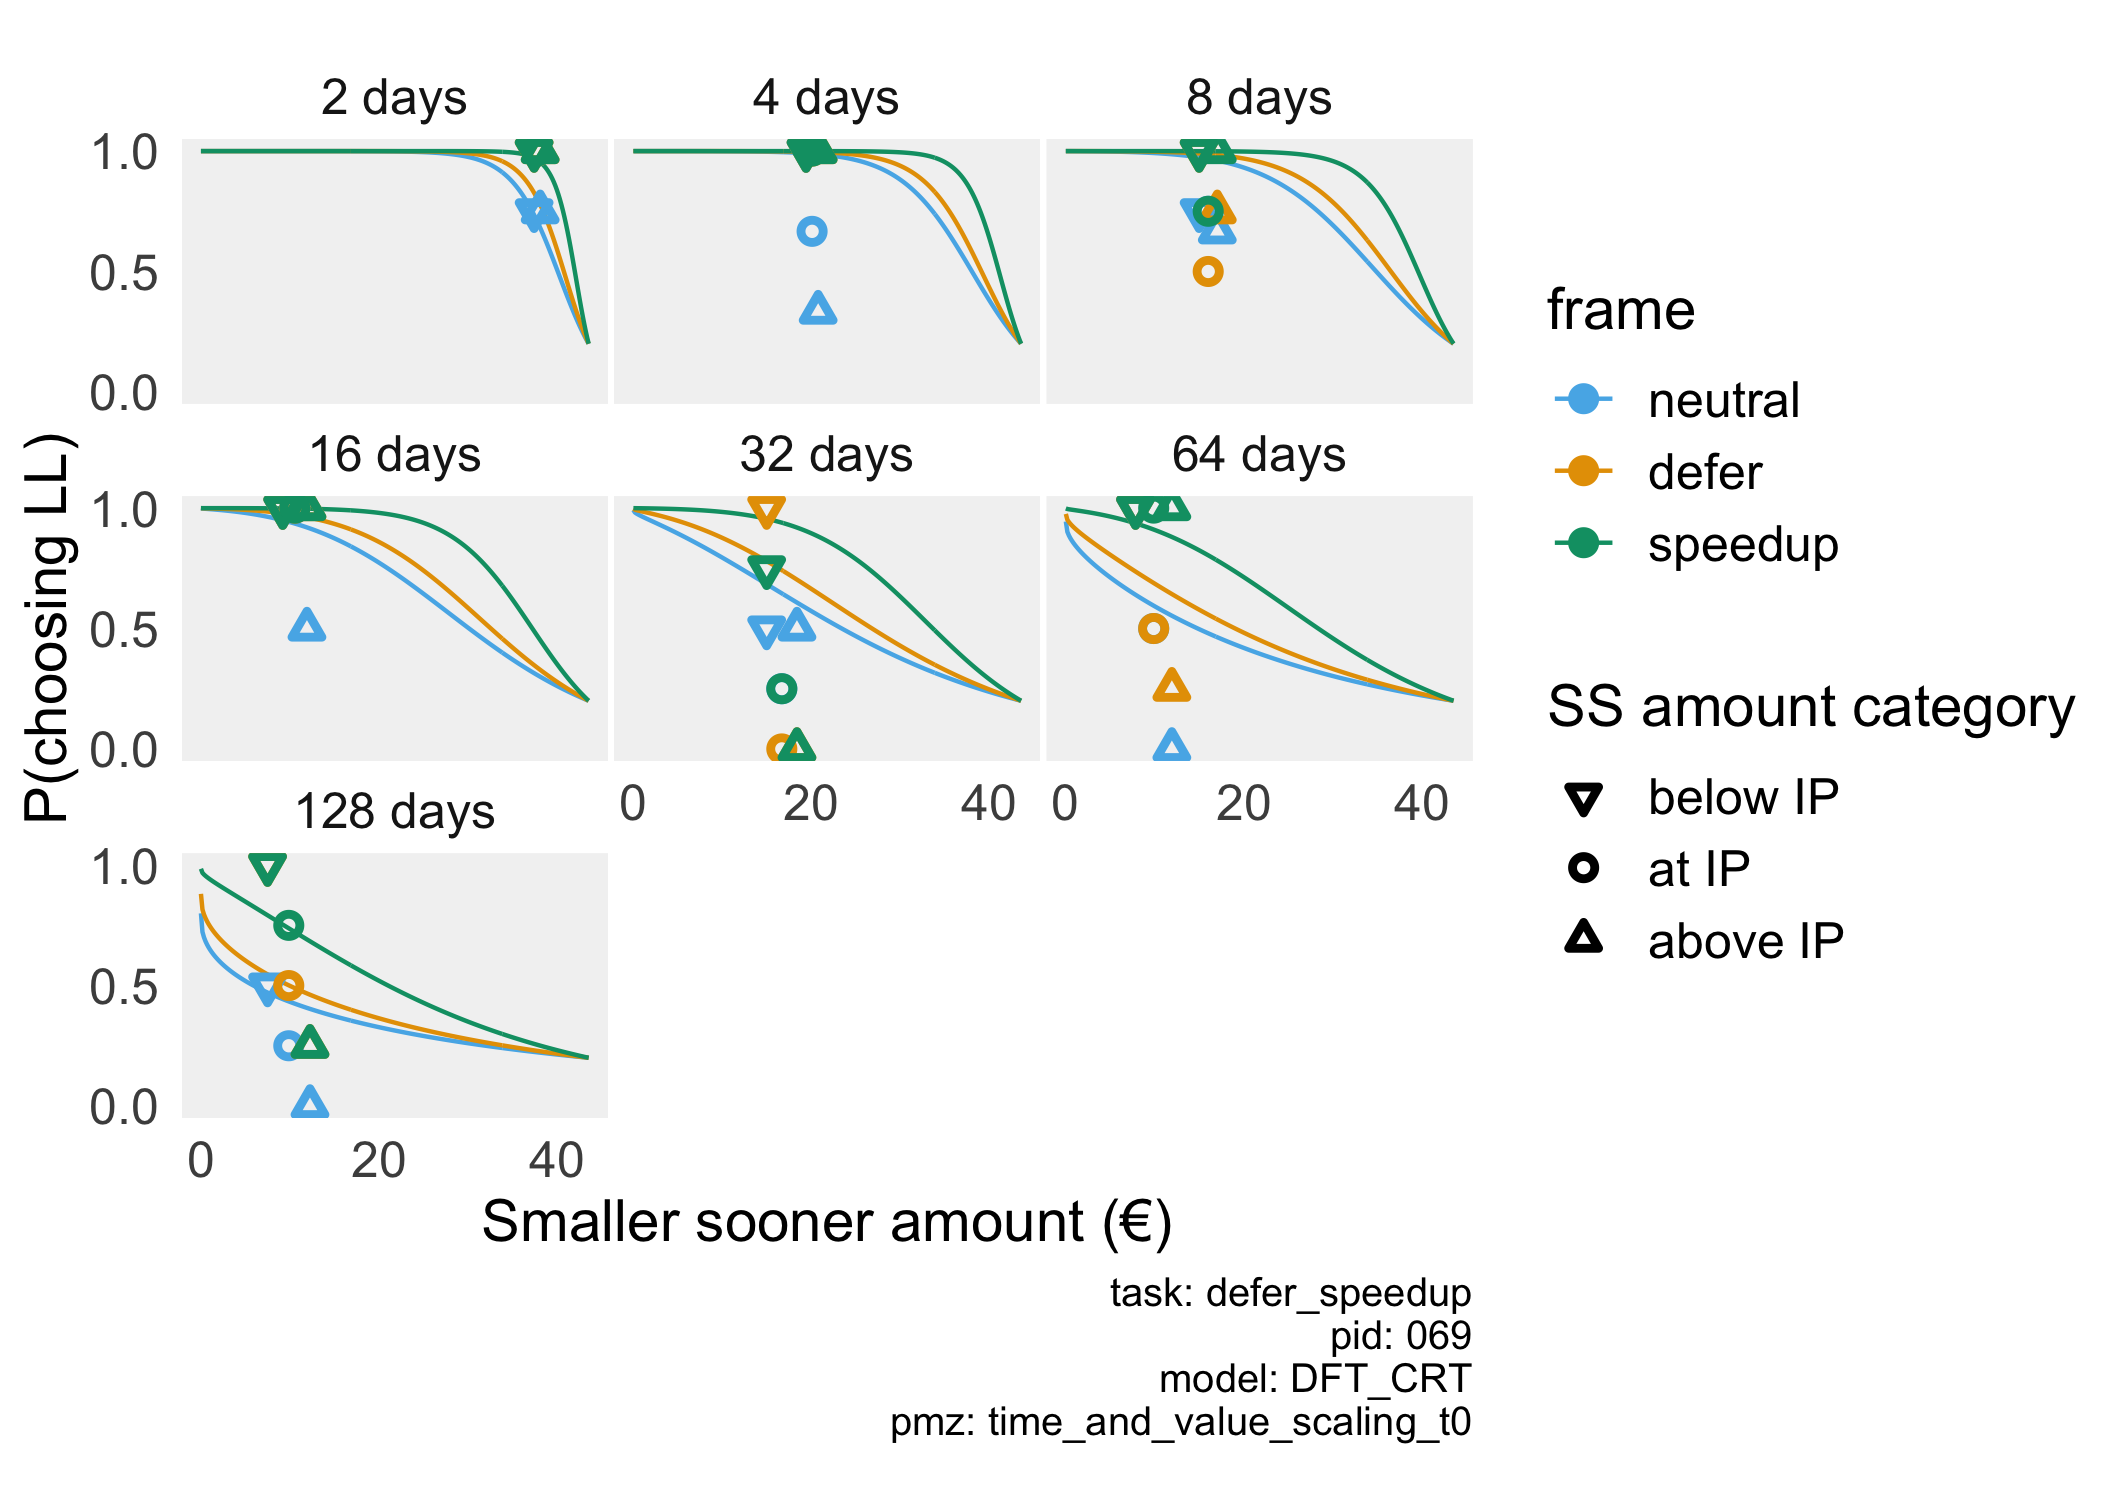 2 days
4 days
8 days
1.0
0.5
0.0
16 days
32 days
64 days
1.0
0.5
0.0
0
20
40
0
20
40
128 days
1.0
0.5
0.0
0
20
40
P(choosing LL)
Smaller sooner amount (€)
frame
neutral
defer
speedup
SS amount category
below IP
at IP
above IP
task: defer_speedup
pid: 069
model: DFT_CRT
pmz: time_and_value_scaling_t0